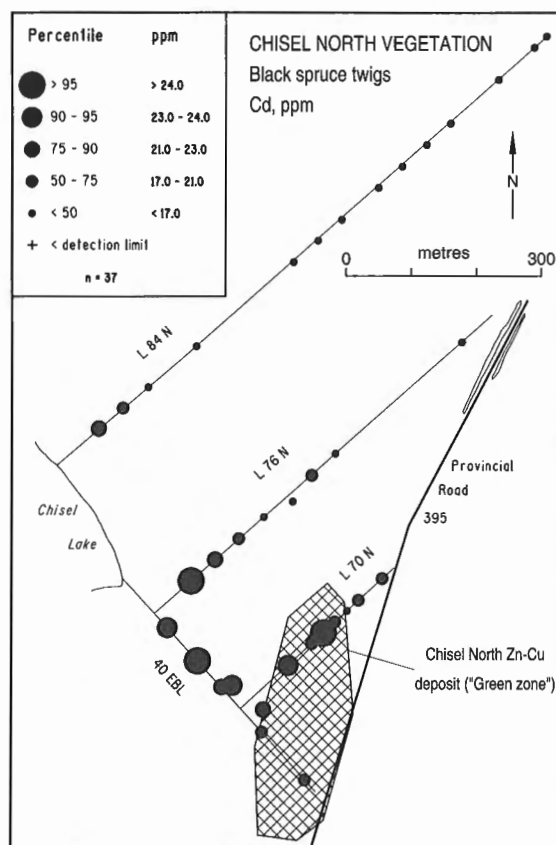 Percentile ppm
> 95 > 24.0
90 - 95 23.0 - 24.0
75 - 90 21.0 - 23.0
50 - 75 17.0 - 21.0
< 50 < 17.0
+ < detection limit
n = 37
CHISEL NORTH VEGETATION
Black spruce twigs
Cd, ppm
N
metres
0 300
L 84 N
L 76 N
Chisel
Lake
Provincial
Road
395
L 70 N
40 EBL
Chisel North Zn-Cu
deposit ("Green zone")